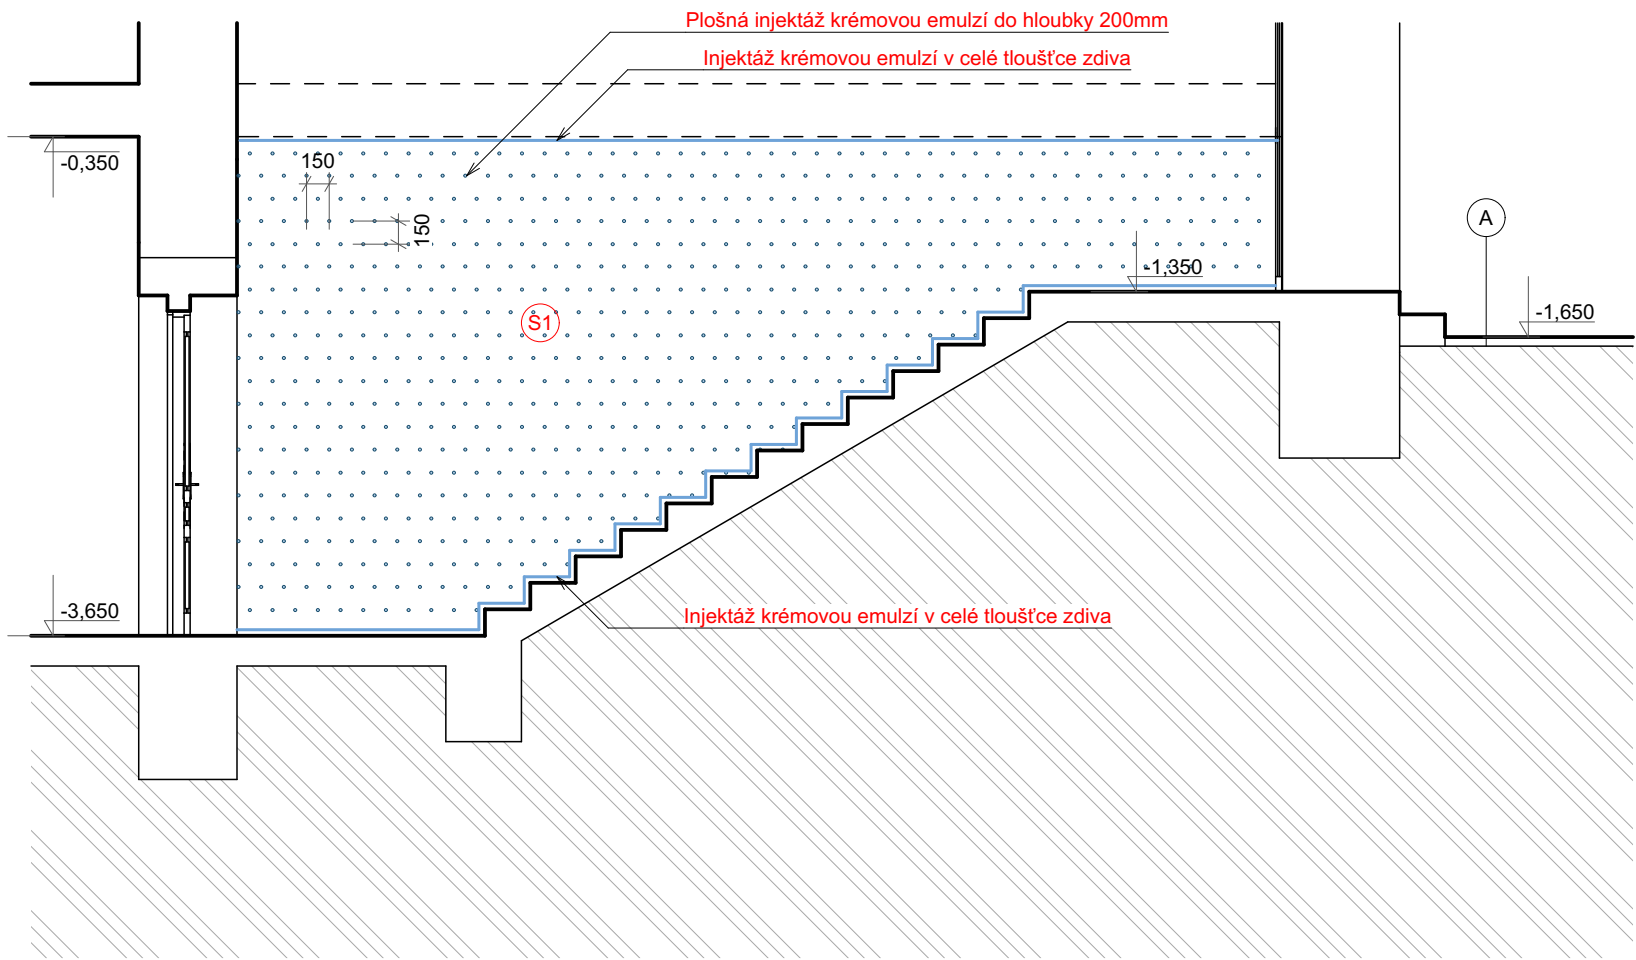 Plošná injektáž krémovou emulzí do hloubky 200mm
Injektáž krémovou emulzí v celé tloušťce zdiva
-0,350
150
150
A
-1,350
-1,650
S1
-3,650
Injektáž krémovou emulzí v celé tloušťce zdiva